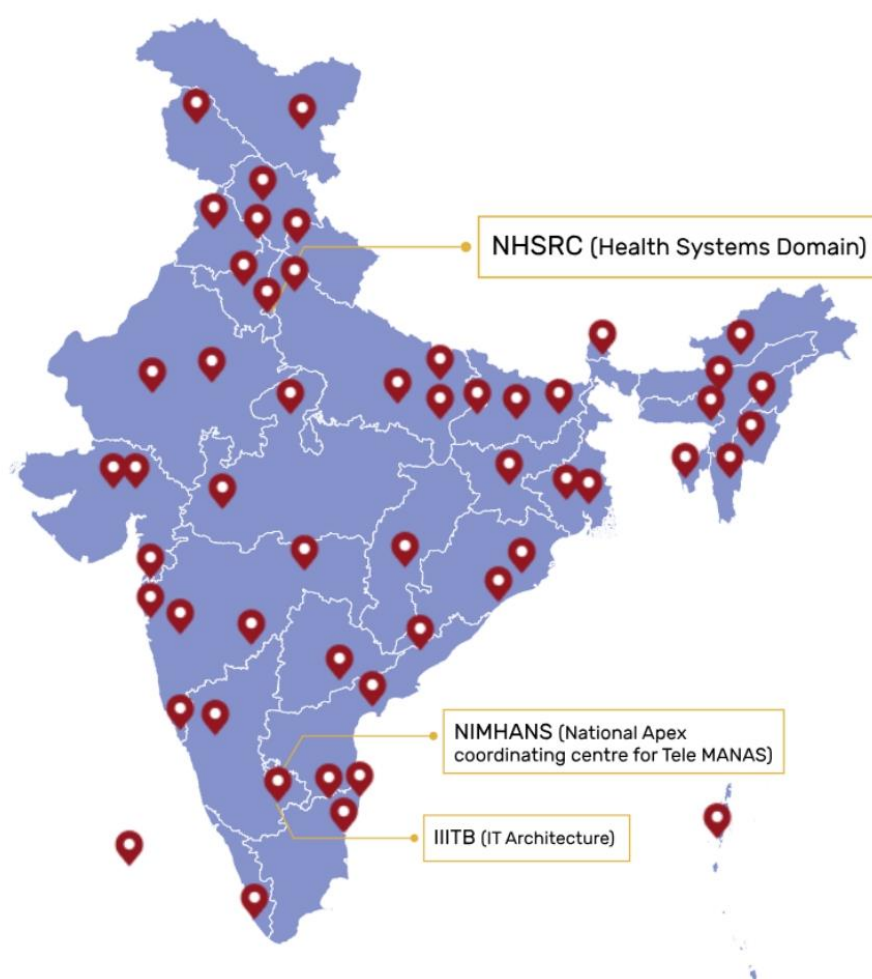 NHSRC (Health Systems Domain)
NIMHANS (National Apex
coordinating centre for Tele MANAS)
IIITB (IT Architecture)